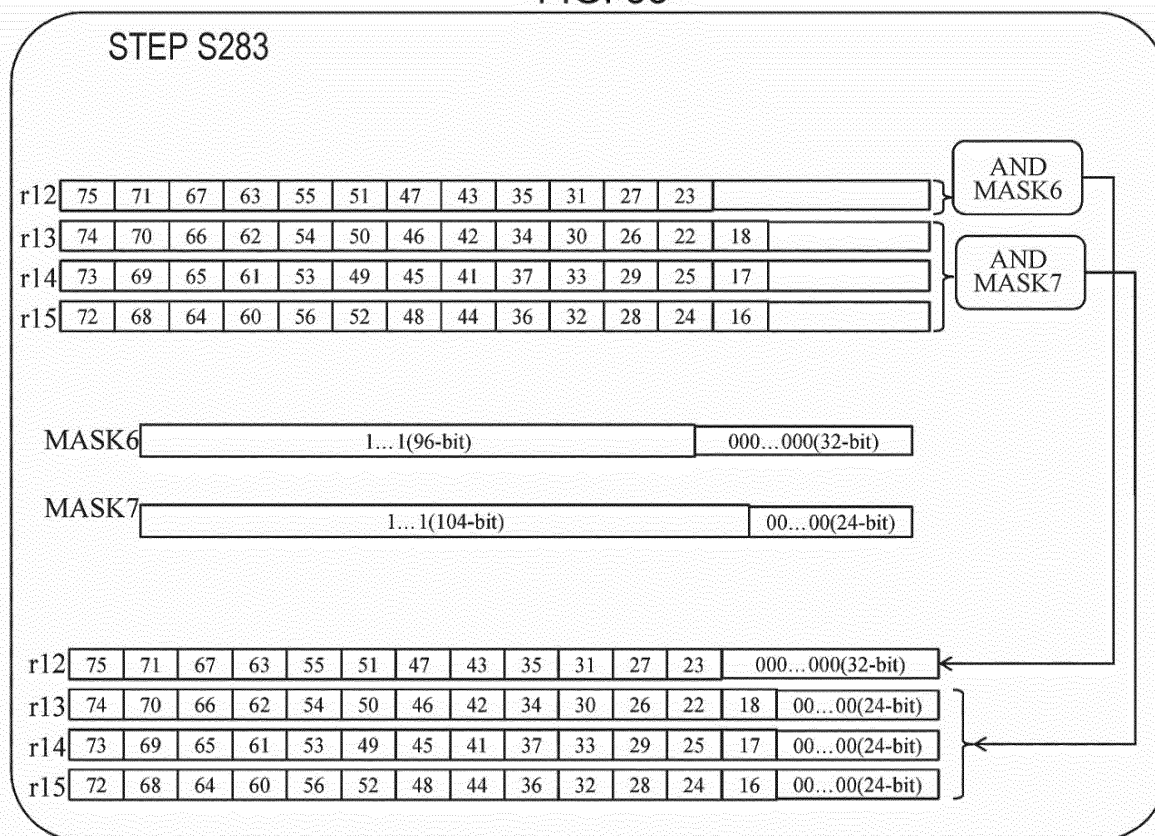 STEP S283
r12 75 71 67 63 55 51 47 43 35 31 27 23
AND
MASK6
r13 74 70 66 62 54 50 46 42 34 30 26 22 18
r14 73 69 65 61 53 49 45 41 37 33 29 25 17
AND
MASK7
r15 72 68 64 60 56 52 48 44 36 32 28 24 16
MASK6 1...1(96-bit) 000...000(32-bit)
MASK7 1...1(104-bit) 00...00(24-bit)
r12 75 71 67 63 55 51 47 43 35 31 27 23 000...000(32-bit)
r13 74 70 66 62 54 50 46 42 34 30 26 22 18 00...00(24-bit)
r14 73 69 65 61 53 49 45 41 37 33 29 25 17 00...00(24-bit)
r15 72 68 64 60 56 52 48 44 36 32 28 24 16 00...00(24-bit)